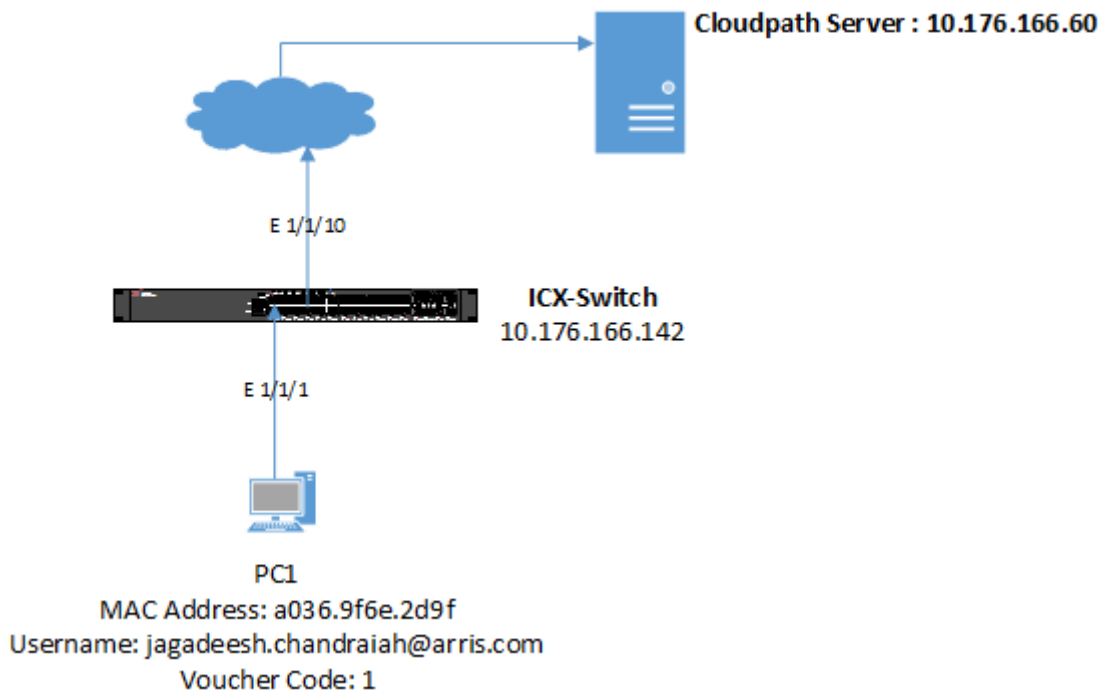 Cloudpath Server : 10.176.166.60
E 1/1/10
ICX-Switch
10.176.166.142
E 1/1/1
PC1
MAC Address: a036.9f6e.2d9f
Username: jagadeesh.chandraiah@arris.com
Voucher Code: 1